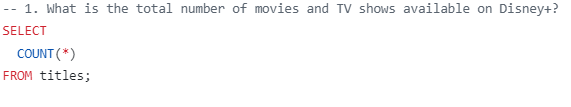 -- 1. What is the total number of movies and TV shows available on Disney+?
SELECT
  COUNT(*)
FROM titles;